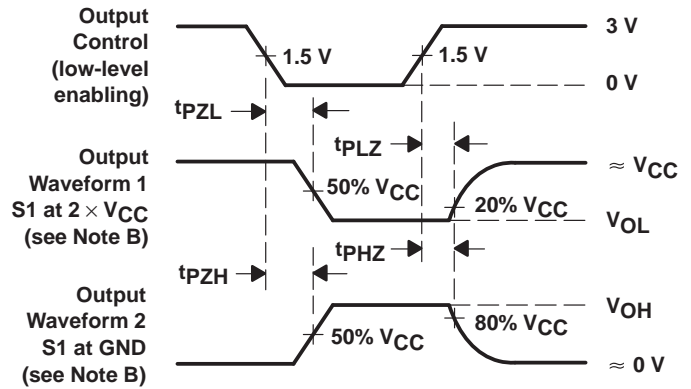 Output
Control
(low-level
enabling)
3 V
1.5 V
1.5 V
0 V
tPZL
tPLZ
Output
Waveform 1
S1 at 2 × VCC
(see Note B)
≈ VCC
50% VCC
20% VCC
VOL
tPZH
tPHZ
Output
Waveform 2
S1 at GND
(see Note B)
VOH
50% VCC
80% VCC
≈ 0 V